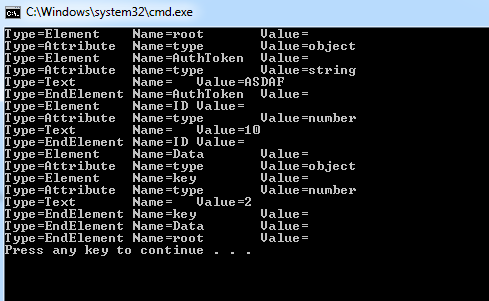 C:\Windows\system32\cmd.exe
Type=Element Name=root Value=
Type=Attribute Name=type Value=object
Type=Element Name=AuthToken Value=
Type=Attribute Name=type Value=string
Type=Text Name= Value=ASDAF
Type=EndElement Name=AuthToken Value=
Type=Element Name=ID Value=
Type=Attribute Name=type Value=number
Type=Text Name= Value=10
Type=EndElement Name=ID Value=
Type=Element Name=Data Value=
Type=Attribute Name=type Value=object
Type=Element Name=key Value=
Type=Attribute Name=type Value=number
Type=Text Name= Value=2
Type=EndElement Name=key Value=
Type=EndElement Name=Data Value=
Type=EndElement Name=root Value=
Press any key to continue . . .